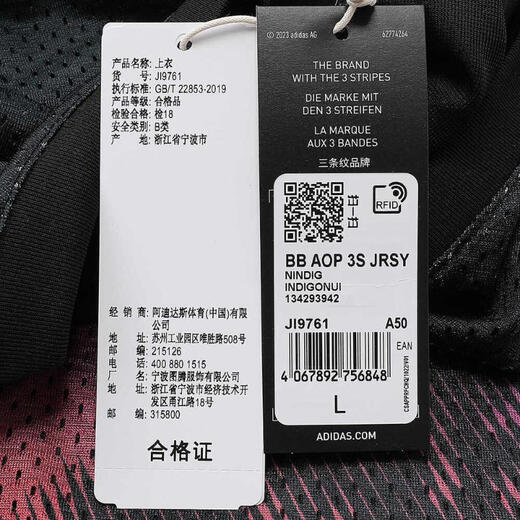 产品名称: 上衣
货 号: JI9761
执行标准: GB/T 22853-2019
产品等级: 合格品
检验合格: 检18
安全类别: B类
产 地: 浙江省宁波市
经 销 商: 阿迪达斯体育(中国)有限
公司
地址: 苏州工业园区唯胜路508号
邮编: 215126
电话: 400 880 1515
厂 名: 宁波图腾服饰有限公司
地址: 浙江省宁波市经济技术开
发区甬江路18号
邮编: 315800
合格证
© 2023 adidas AG
62774264
THE BRAND
WITH THE 3 STRIPES
DIE MARKE MIT
DEN 3 STREIFEN
LA MARQUE
AUX 3 BANDES
三条纹品牌
RFID
BB AOP 3S JRSY
NINDIG
INDIGONUI
134293942
JI9761 A50
EAN
4 067892 756848
L
ADIDAS.COM